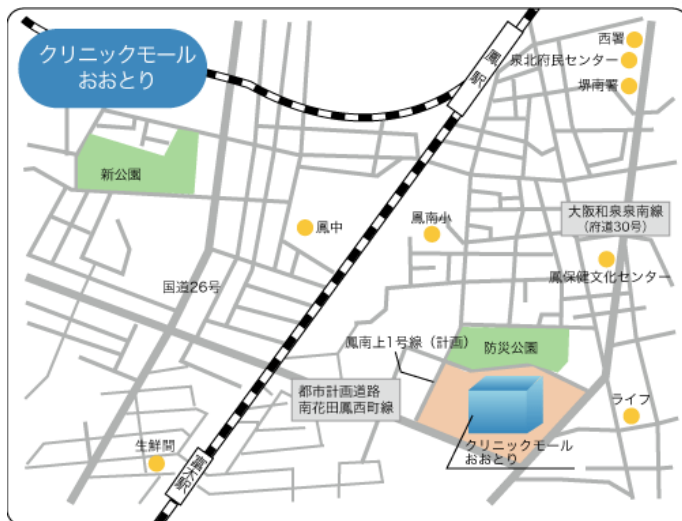 クリニックモール
おおとり
鳳駅
西署
泉北府民センター
堺南署
新公園
鳳中
鳳南小
大阪和泉泉南線
(府道30号)
鳳保健文化センター
国道26号
鳳南上1号線(計画)
防災公園
都市計画道路
南花田鳳西町線
ライフ
クリニックモール
おおとり
生鮮間
富木駅